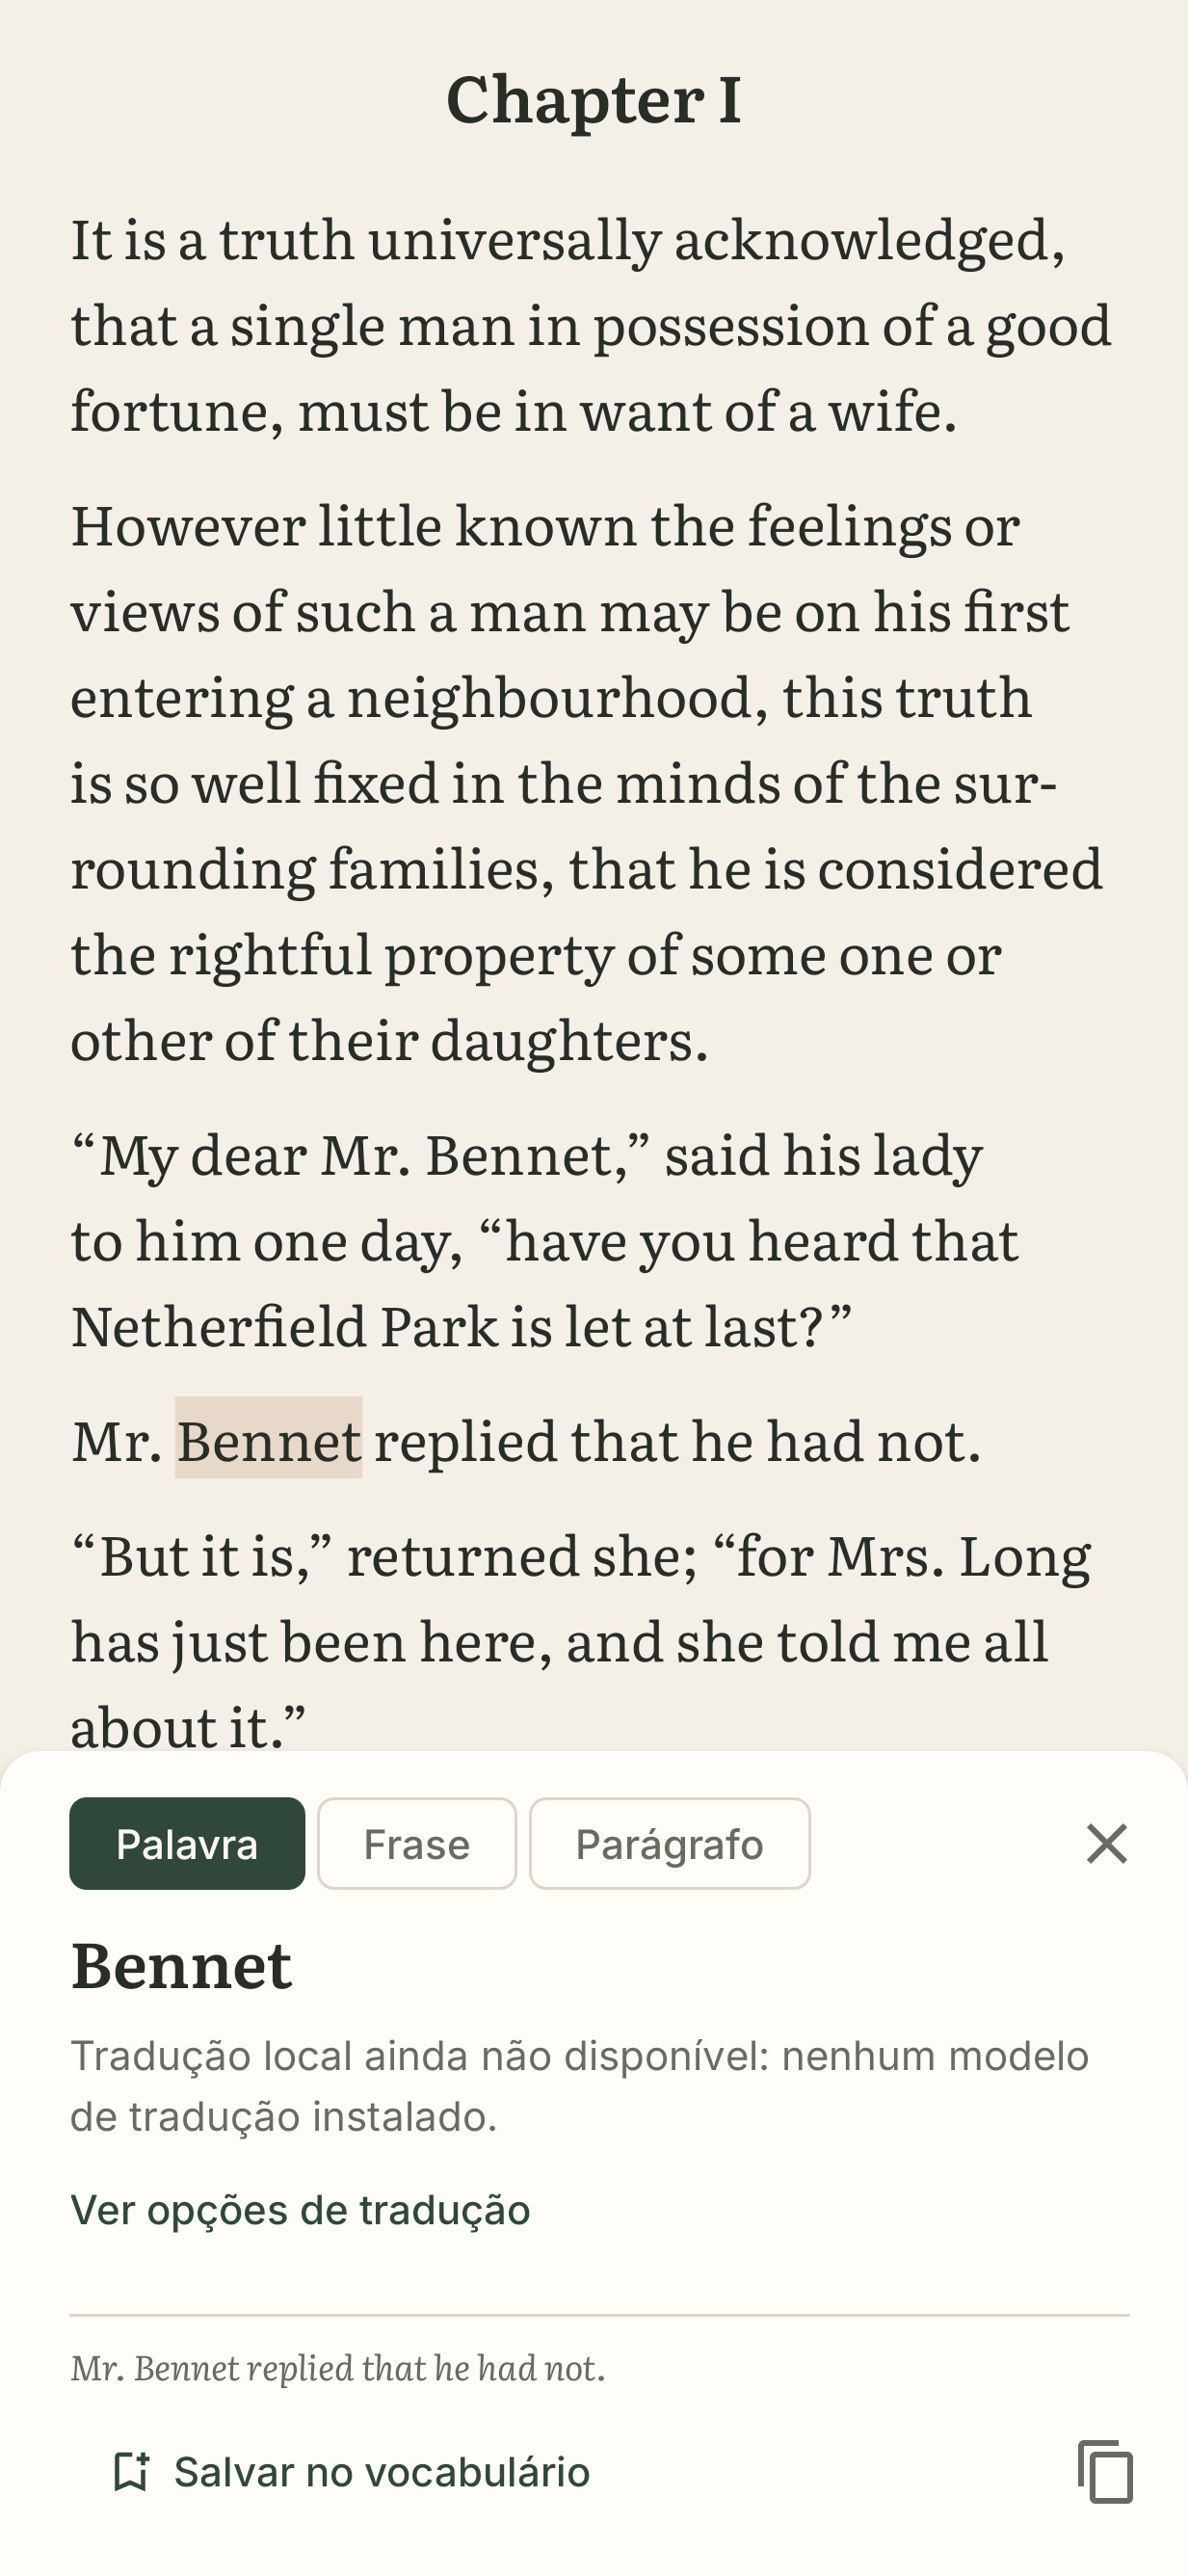 Chapter I
It is a truth universally acknowledged,
that a single man in possession of a good
fortune, must be in want of a wife.
However little known the feelings or
views of such a man may be on his first
entering a neighbourhood, this truth
is so well fixed in the minds of the sur-
rounding families, that he is considered
the rightful property of some one or
other of their daughters.
“My dear Mr. Bennet,” said his lady
to him one day, “have you heard that
Netherfield Park is let at last?”
Mr. Bennet replied that he had not.
“But it is,” returned she; “for Mrs. Long
has just been here, and she told me all
about it.”
Palavra Frase Parágrafo
Bennet
Tradução local ainda não disponível: nenhum modelo
de tradução instalado.
Ver opções de tradução
Mr. Bennet replied that he had not.
Salvar no vocabulário